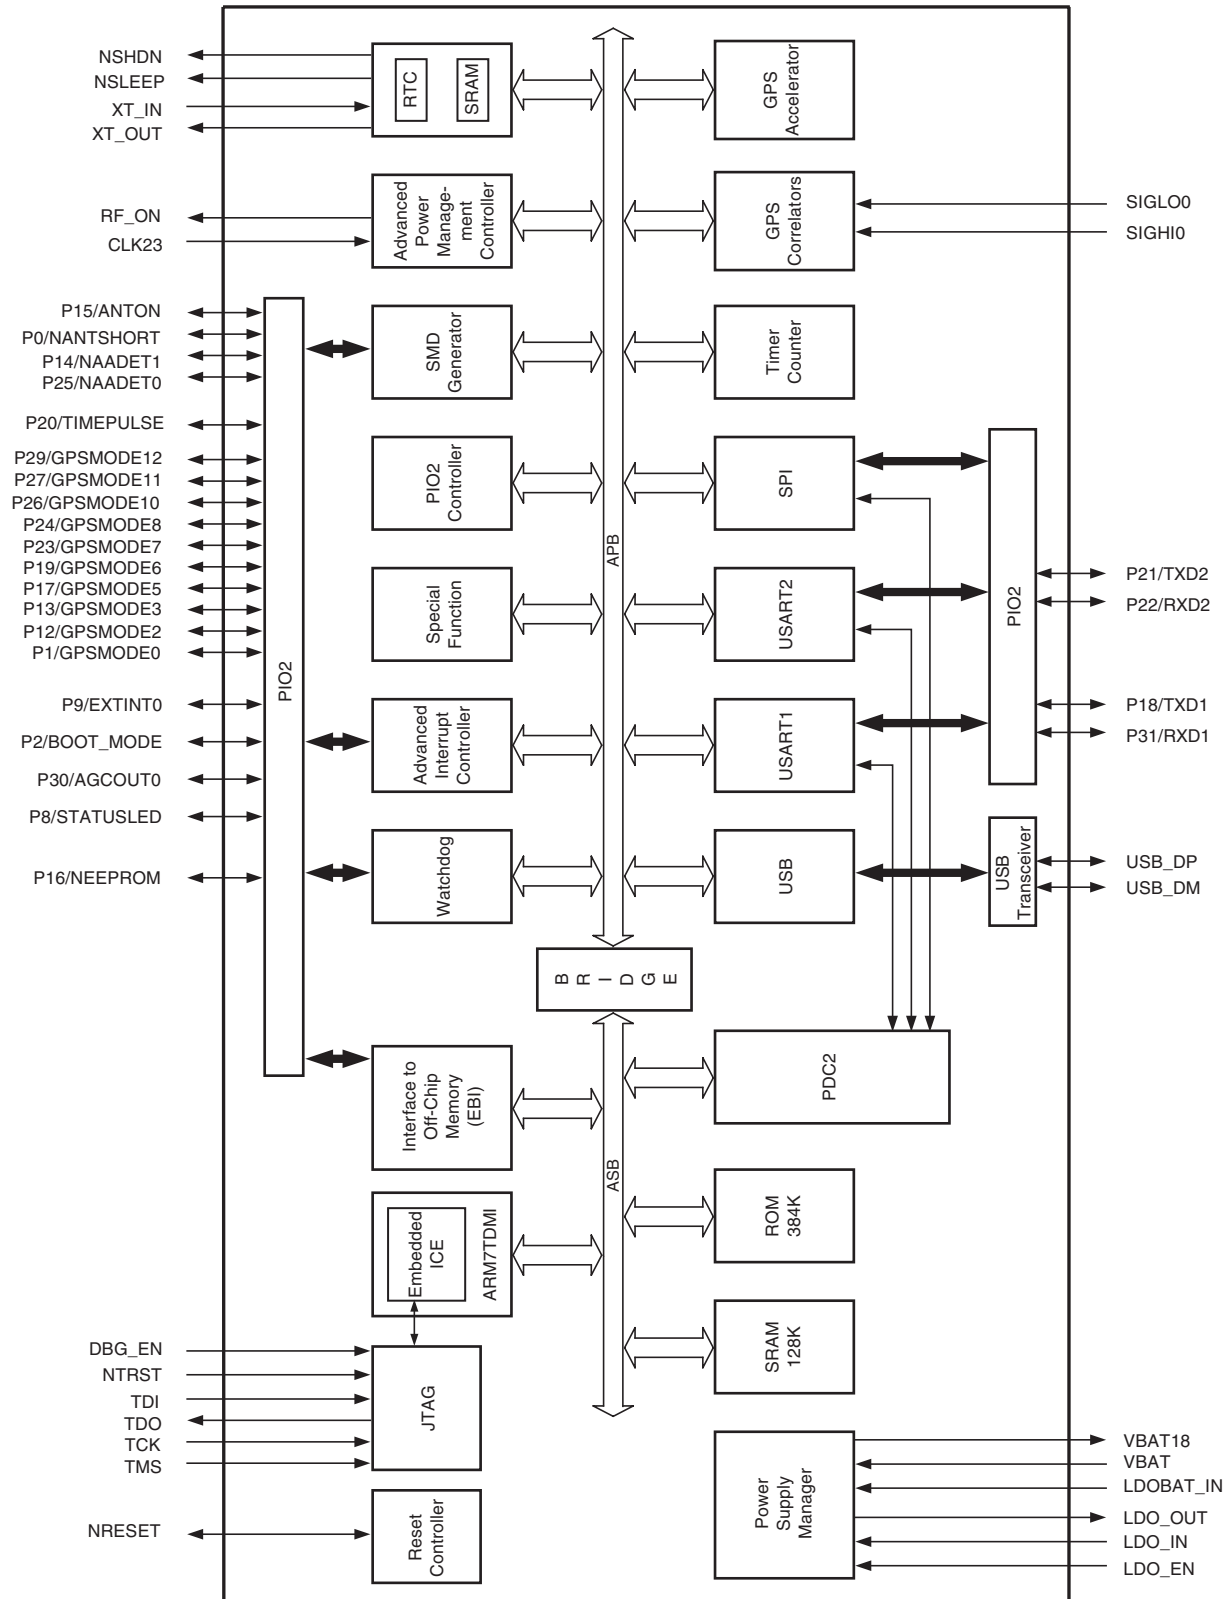 NSHDN
NSLEEP
XT_IN
XT_OUT
RTC
SRAM
GPS
Accelerator
RF_ON
CLK23
Advanced
Power
Manage-
ment
Controller
GPS
Correlators
SIGLO0
SIGHI0
P15/ANTON
P0/NANTSHORT
P14/NAADET1
P25/NAADET0
P20/TIMEPULSE
P29/GPSMODE12
P27/GPSMODE11
P26/GPSMODE10
P24/GPSMODE8
P23/GPSMODE7
P19/GPSMODE6
P17/GPSMODE5
P13/GPSMODE3
P12/GPSMODE2
P1/GPSMODE0
P9/EXTINT0
P2/BOOT_MODE
P30/AGCOUT0
P8/STATUSLED
P16/NEEPROM
PIO2
SMD
Generator
Timer
Counter
PIO2
Controller
APB
SPI
Special
Function
USART2
PIO2
P21/TXD2
P22/RXD2
Advanced
Interrupt
Controller
USART1
P18/TXD1
P31/RXD1
Watchdog
USB
USB
Transceiver
USB_DP
USB_DM
B R I D G E
Interface to
Off-Chip
Memory
(EBI)
PDC2
ASB
Embedded
ICE
ARM7TDMI
ROM
384K
SRAM
128K
DBG_EN
NTRST
TDI
TDO
TCK
TMS
JTAG
NRESET
Reset
Controller
Power
Supply
Manager
VBAT18
VBAT
LDOBAT_IN
LDO_OUT
LDO_IN
LDO_EN